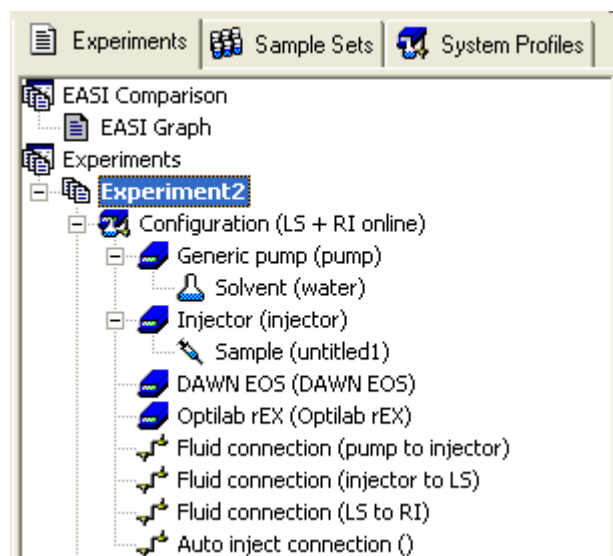 Experiments Sample Sets System Profiles
EASI Comparison
EASI Graph
Experiments
Experiment2
Configuration (LS + RI online)
Generic pump (pump)
Solvent (water)
Injector (injector)
Sample (untitled1)
DAWN EOS (DAWN EOS)
Optilab rEX (Optilab rEX)
Fluid connection (pump to injector)
Fluid connection (injector to LS)
Fluid connection (LS to RI)
Auto inject connection ()